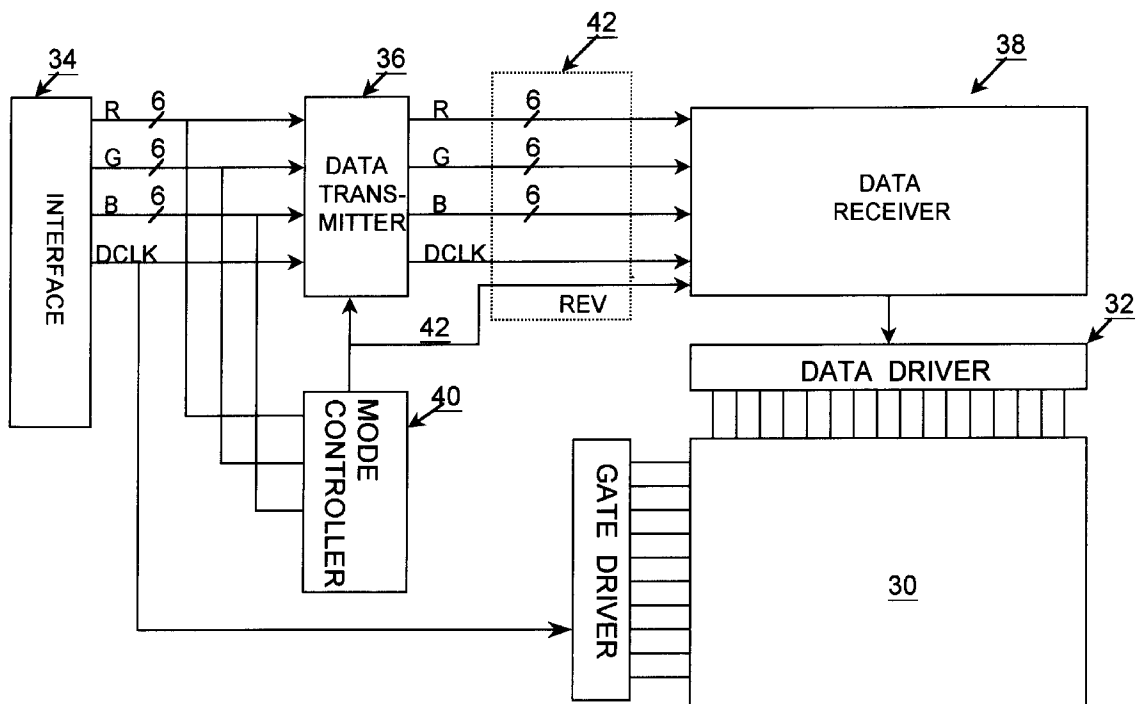 34
INTERFACE
R
6
G
6
B
6
DCLK
36
DATA
TRANS-
MITTER
42
R
6
G
6
B
6
DCLK
REV
38
DATA
RECEIVER
42
40
MODE
CONTROLLER
32
DATA DRIVER
GATE DRIVER
30